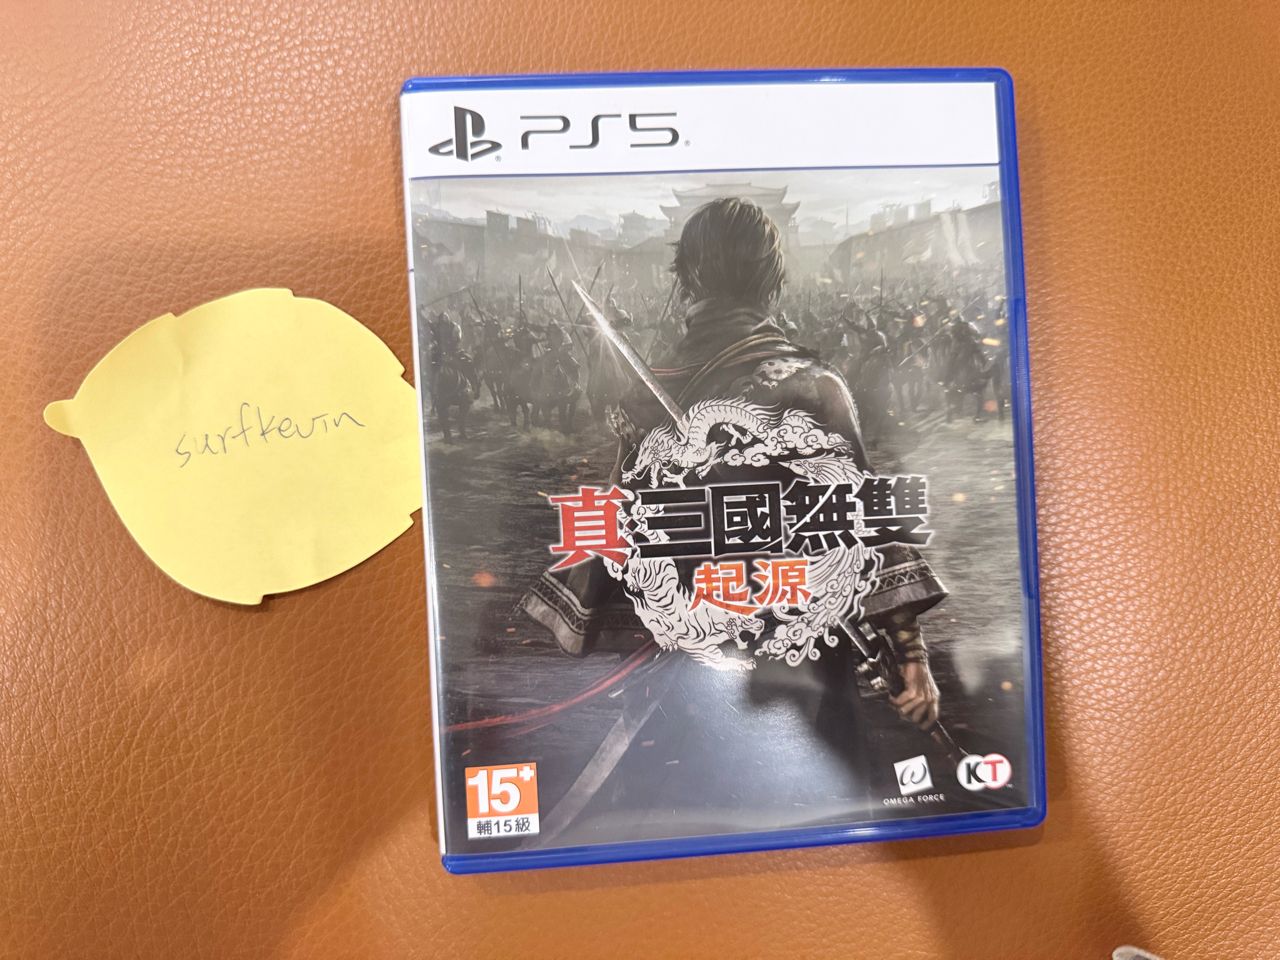 PS5
surfkevin
真・三國無雙
起源
15+
輔15級
OMEGA FORCE
KT